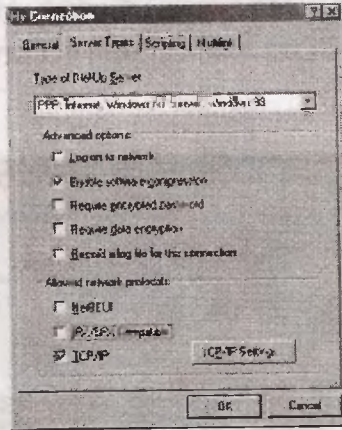 My Connection
General Server Types Scripting Multilink
Type of Dial-Up Server:
PPP: Internet, Windows NT Server, Windows 98
Advanced options:
Log on to network
Enable software compression
Require encrypted password
Require data encryption
Record a log file for this connection
Allowed network protocols:
NetBEUI
IPX/SPX Compatible
TCP/IP TCP/IP Settings...
OK Cancel